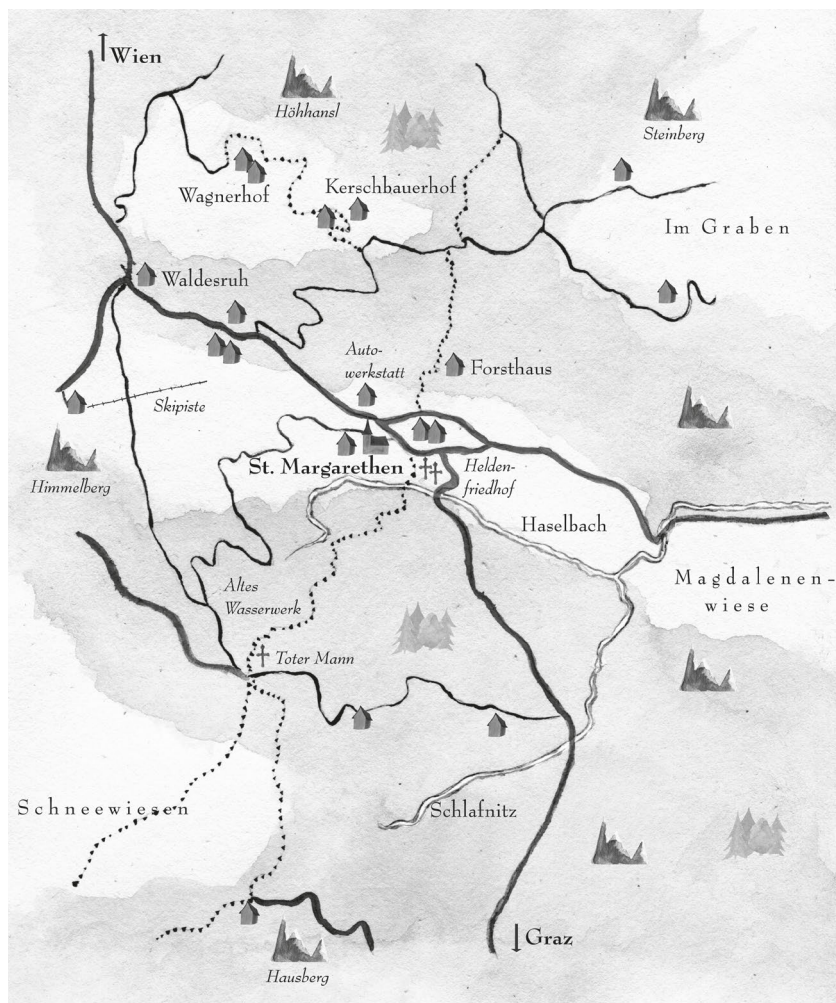 Wien
Höhhansl
Steinberg
Wagnerhof
Kerschbauerhof
Im Graben
Waldesruh
Auto-
werkstatt
Forsthaus
Skipiste
St. Margarethen
Helden-
friedhof
Himmelberg
Haselbach
Magdalenen-
wiese
Altes
Wasserwerk
Toter Mann
Schneewiesen
Schlafnitz
Graz
Hausberg